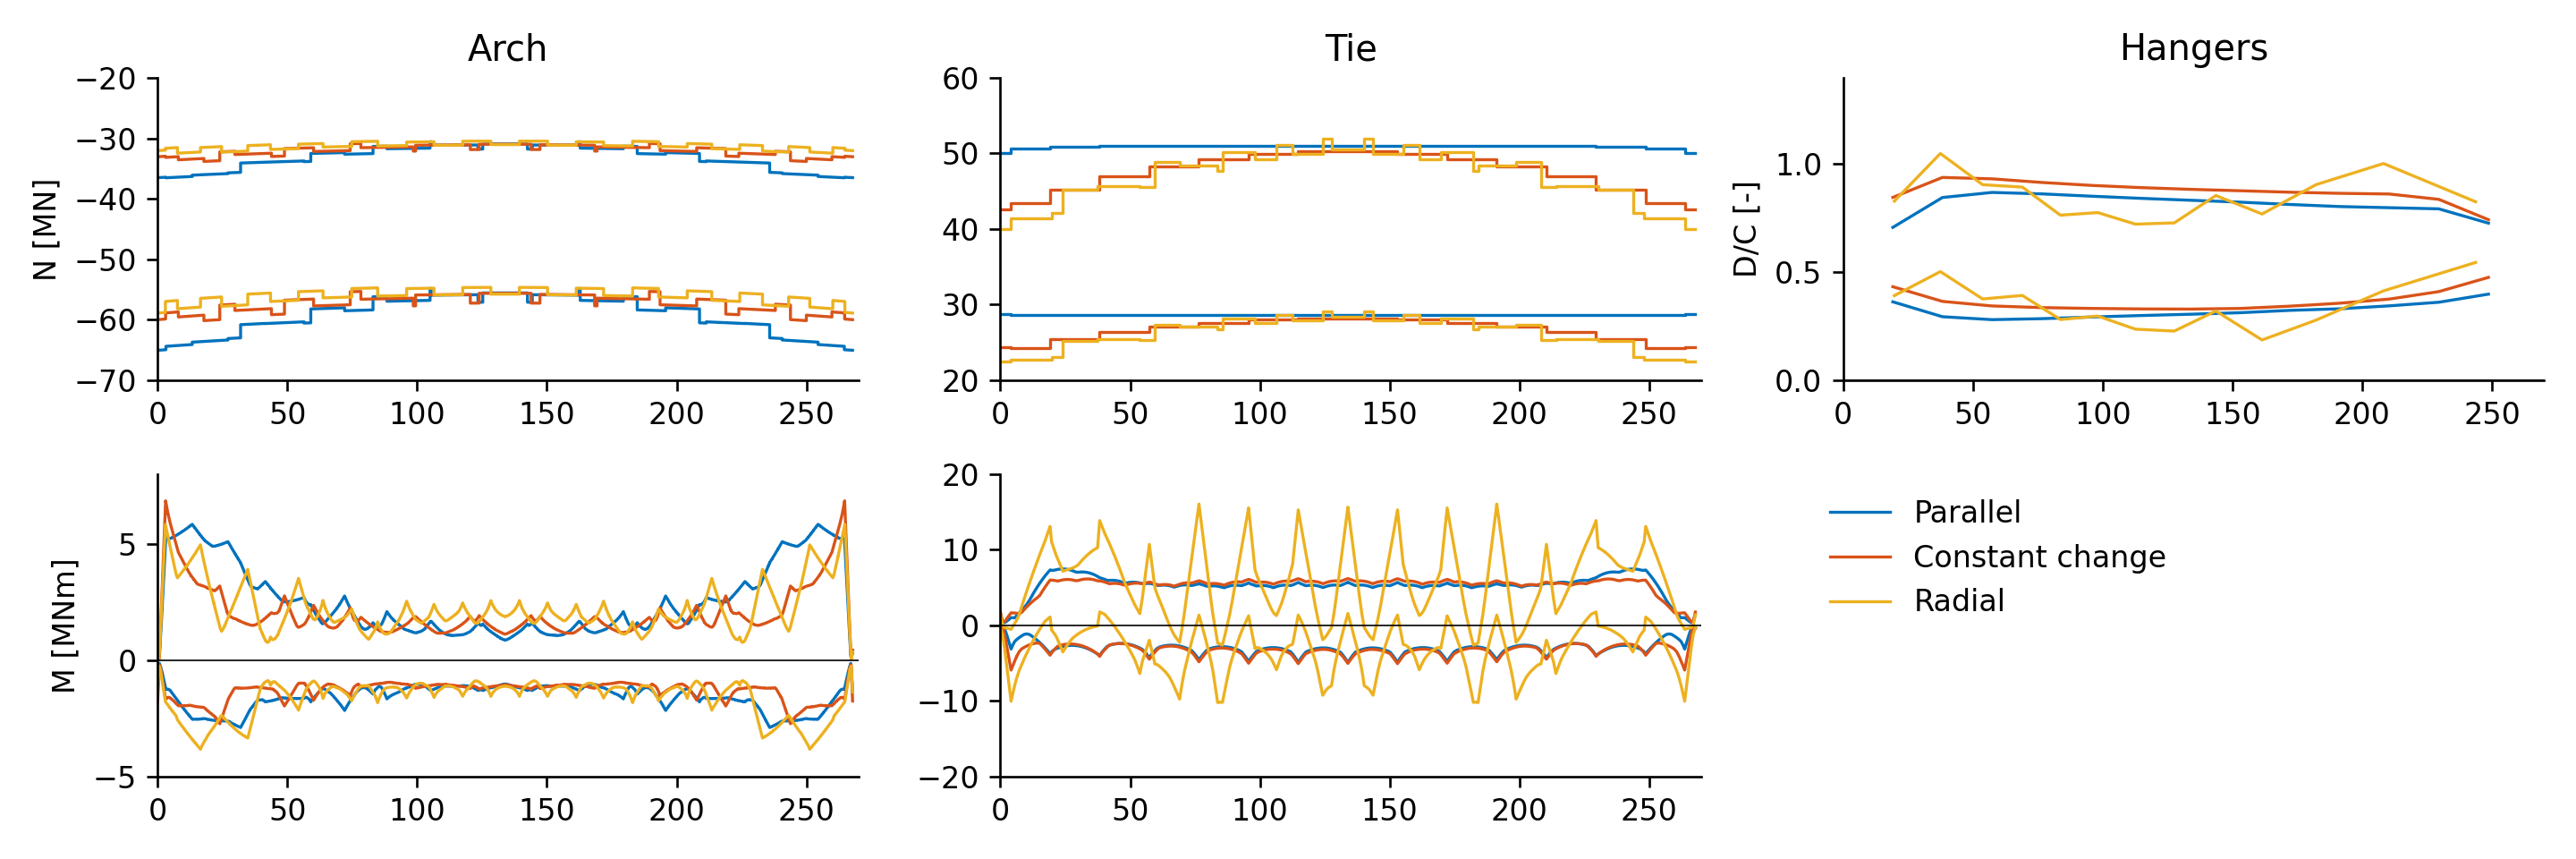 Arch
N [MN]
−20
−30
−40
−50
−60
−70
0 50 100 150 200 250
Tie
60
50
40
30
20
0 50 100 150 200 250
Hangers
D/C [-]
1.0
0.5
0.0
0 50 100 150 200 250
M [MNm]
5
0
−5
0 50 100 150 200 250
20
10
0
−10
−20
0 50 100 150 200 250
Parallel
Constant change
Radial